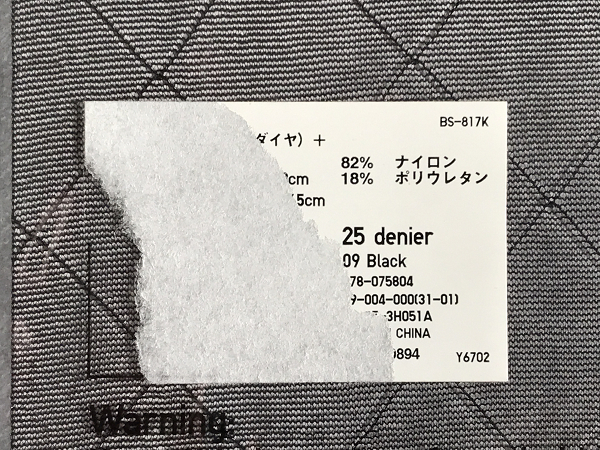 BS-817K
ダイヤ) +
82% ナイロン
18% ポリウレタン
cm
5cm
25 denier
09 Black
78-075804
9-004-000(31-01)
-3H051A
CHINA
0894
Y6702
Warning